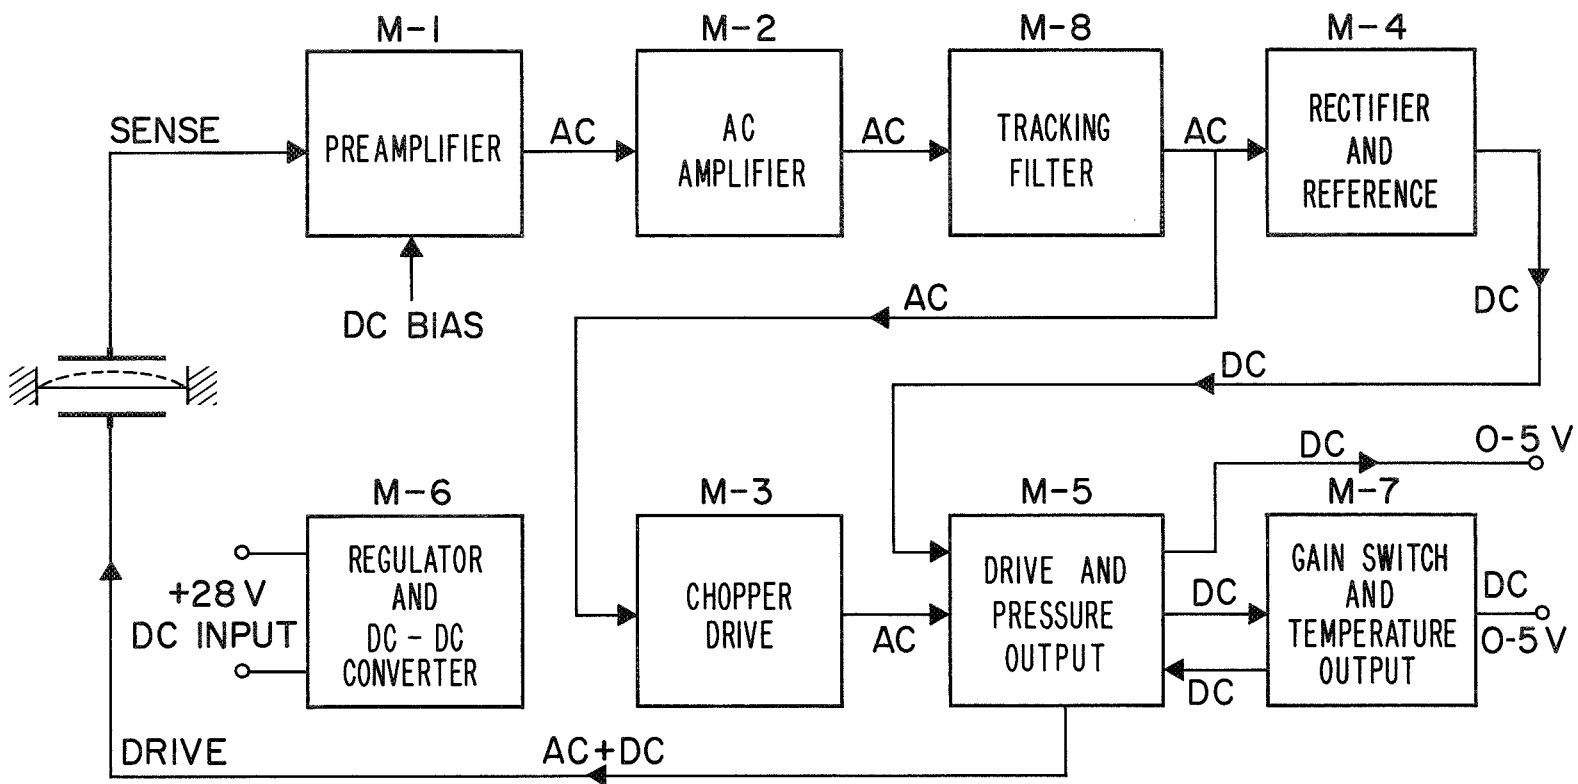 M-1
M-2
M-8
M-4
SENSE
PREAMPLIFIER
AC
AC
AMPLIFIER
AC
TRACKING
FILTER
AC
RECTIFIER
AND
REFERENCE
DC BIAS
AC
DC
DC
DC
0-5 V
M-6
M-3
M-5
M-7
+28 V
DC INPUT
REGULATOR
AND
DC - DC
CONVERTER
CHOPPER
DRIVE
AC
DRIVE AND
PRESSURE
OUTPUT
DC
DC
GAIN SWITCH
AND
TEMPERATURE
OUTPUT
DC
0-5 V
DRIVE
AC+DC